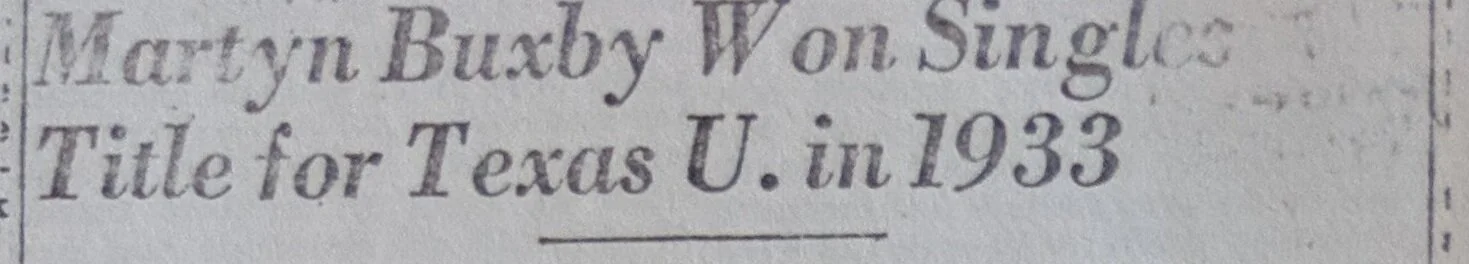 Martyn Buxby Won Singles
Title for Texas U. in 1933